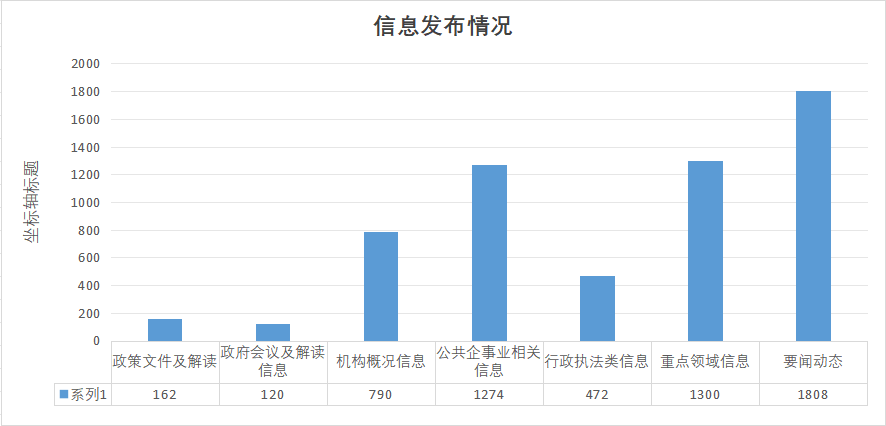 信息发布情况
2000
1800
1600
1400
1200
1000
800
600
400
200
0
坐标轴标题
政策文件及解读 政府会议及解读 机构概况信息 公共企事业相关 行政执法类信息 重点领域信息 要闻动态
信息 信息
系列1 162 120 790 1274 472 1300 1808